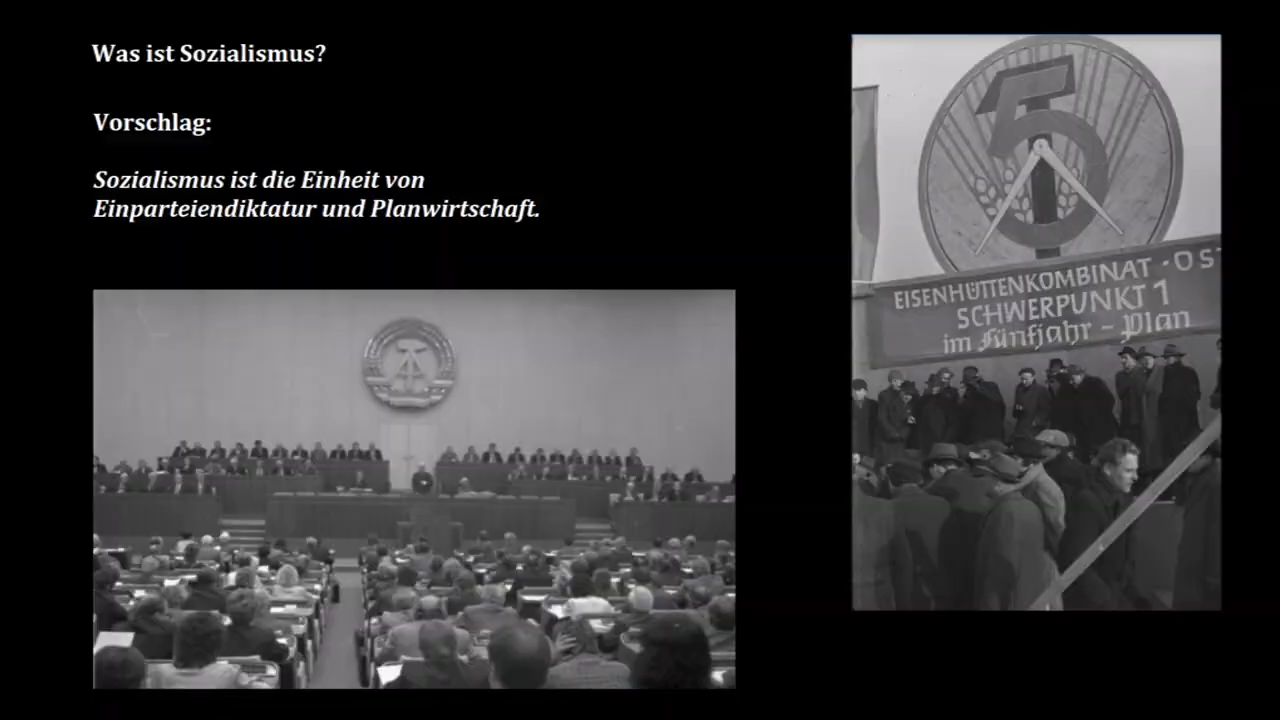 Was ist Sozialismus?
Vorschlag:
Sozialismus ist die Einheit von
Einparteiendiktatur und Planwirtschaft.
5
EISENHÜTTENKOMBINAT - OST
SCHWERPUNKT 1
im Fünfjahr - Plan